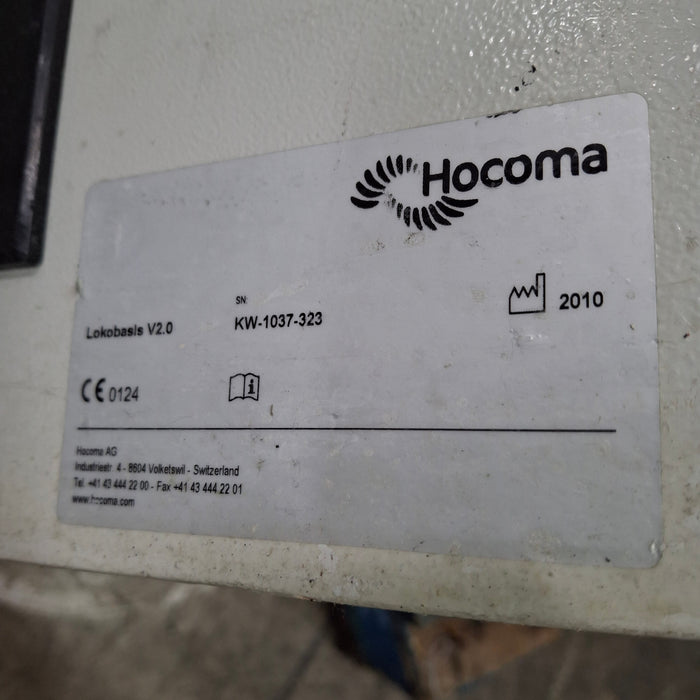 Hocoma
Lokobasis V2.0
SN:
KW-1037-323
2010
CE 0124
i
Hocoma AG
Industriestr. 4 - 8604 Volketswil - Switzerland
Tel. +41 43 444 22 00 - Fax +41 43 444 22 01
www.hocoma.com